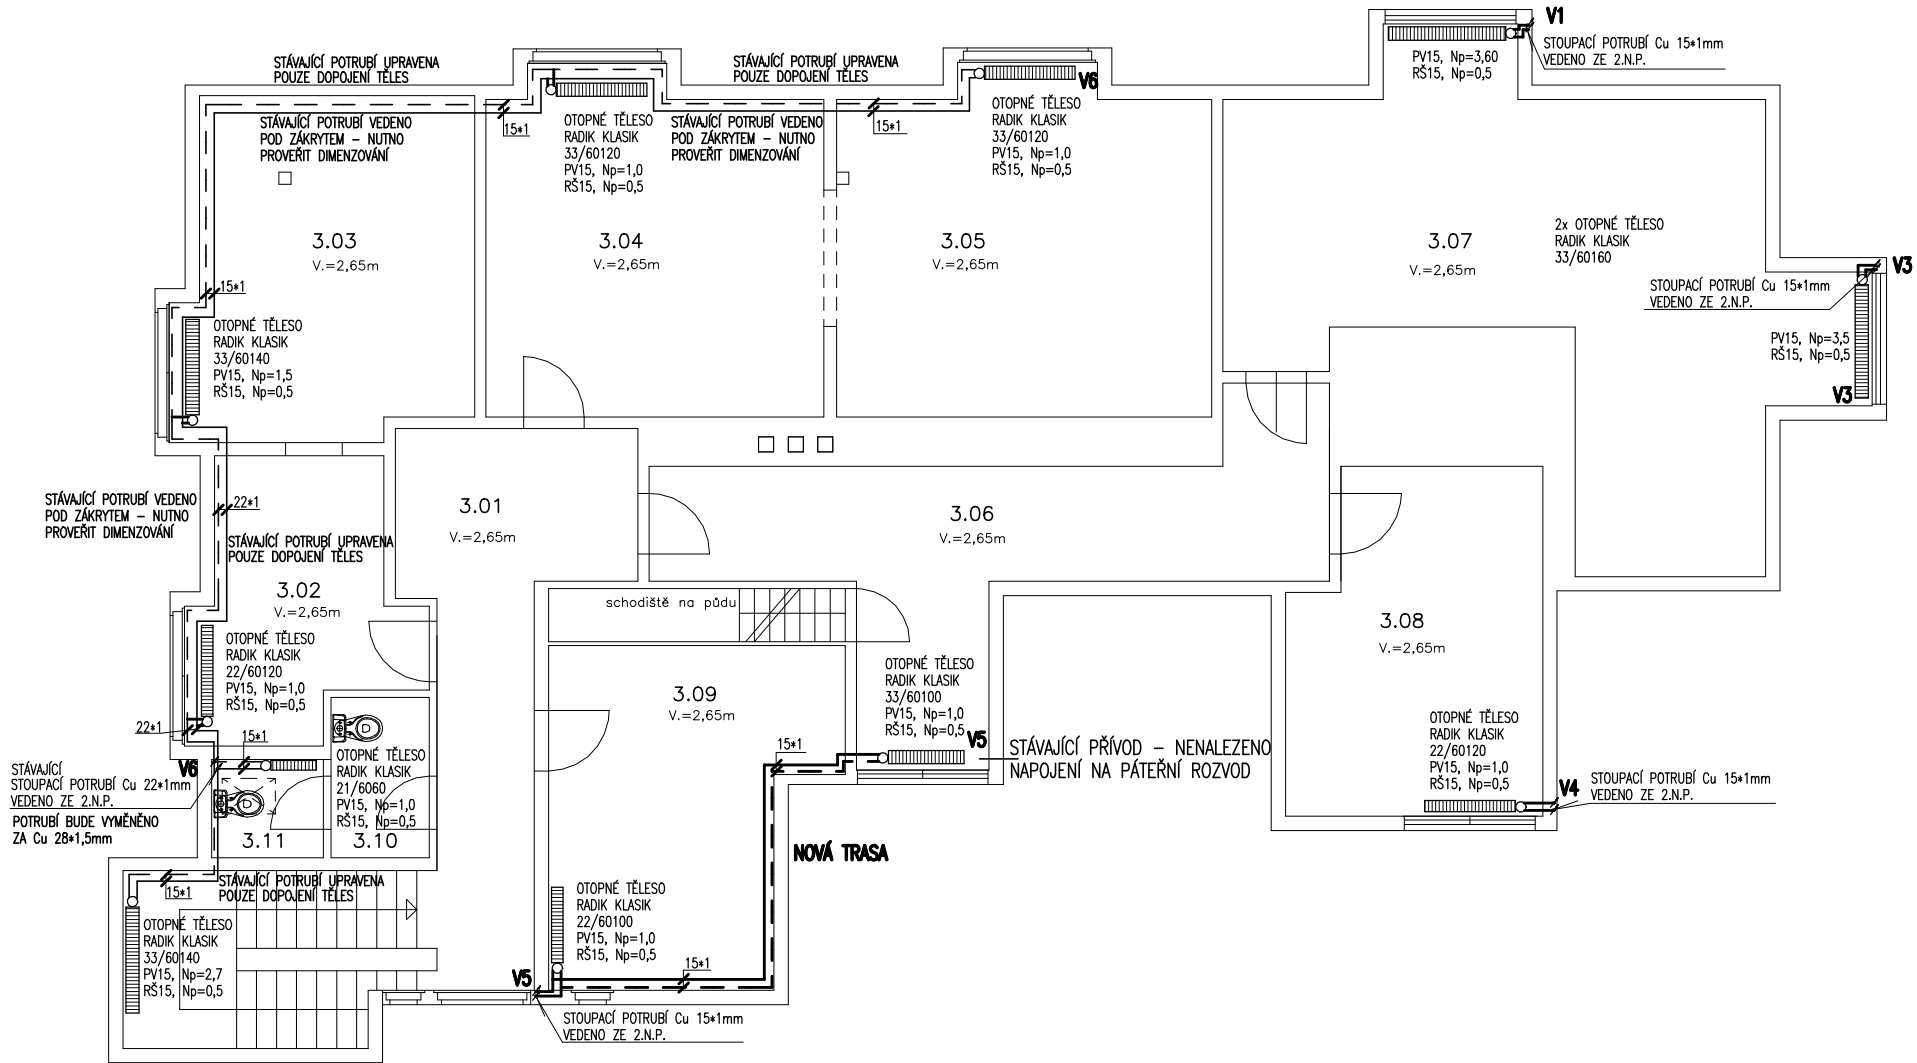 STÁVAJÍCÍ POTRUBÍ UPRAVENA
POUZE DOPOJENÍ TĚLES
STÁVAJÍCÍ POTRUBÍ UPRAVENA
POUZE DOPOJENÍ TĚLES
V1
STOUPACÍ POTRUBÍ Cu 15*1mm
VEDENO ZE 2.N.P.
PV15, Np=3,60
RŠ15, Np=0,5
V6
STÁVAJÍCÍ POTRUBÍ VEDENO
POD ZÁKRYTEM – NUTNO
PROVEŘIT DIMENZOVÁNÍ
15*1
OTOPNÉ TĚLESO
RADIK KLASIK
33/60120
PV15, Np=1,0
RŠ15, Np=0,5
STÁVAJÍCÍ POTRUBÍ VEDENO
POD ZÁKRYTEM – NUTNO
PROVEŘIT DIMENZOVÁNÍ
15*1
OTOPNÉ TĚLESO
RADIK KLASIK
33/60120
PV15, Np=1,0
RŠ15, Np=0,5
3.03
V.=2,65m
3.04
V.=2,65m
3.05
V.=2,65m
3.07
V.=2,65m
2x OTOPNÉ TĚLESO
RADIK KLASIK
33/60160
V3
STOUPACÍ POTRUBÍ Cu 15*1mm
VEDENO ZE 2.N.P.
15*1
OTOPNÉ TĚLESO
RADIK KLASIK
33/60140
PV15, Np=1,5
RŠ15, Np=0,5
PV15, Np=3,5
RŠ15, Np=0,5
V3
STÁVAJÍCÍ POTRUBÍ VEDENO
POD ZÁKRYTEM – NUTNO
PROVEŘIT DIMENZOVÁNÍ
22*1
STÁVAJÍCÍ POTRUBÍ UPRAVENA
POUZE DOPOJENÍ TĚLES
3.01
V.=2,65m
3.06
V.=2,65m
3.02
V.=2,65m
schodiště na půdu
3.08
V.=2,65m
OTOPNÉ TĚLESO
RADIK KLASIK
22/60120
PV15, Np=1,0
RŠ15, Np=0,5
OTOPNÉ TĚLESO
RADIK KLASIK
33/60100
PV15, Np=1,0
RŠ15, Np=0,5
3.09
V.=2,65m
22*1
15*1
15*1
V5
STÁVAJÍCÍ PŘÍVOD – NENALEZENO
NAPOJENÍ NA PÁTEŘNÍ ROZVOD
OTOPNÉ TĚLESO
RADIK KLASIK
22/60120
PV15, Np=1,0
RŠ15, Np=0,5
V4
STOUPACÍ POTRUBÍ Cu 15*1mm
VEDENO ZE 2.N.P.
V6
STÁVAJÍCÍ
STOUPACÍ POTRUBÍ Cu 22*1mm
VEDENO ZE 2.N.P.
POTRUBÍ BUDE VYMĚNĚNO
ZA Cu 28*1,5mm
OTOPNÉ TĚLESO
RADIK KLASIK
21/6060
PV15, Np=1,0
RŠ15, Np=0,5
3.11
3.10
NOVÁ TRASA
15*1
STÁVAJÍCÍ POTRUBÍ UPRAVENA
POUZE DOPOJENÍ TĚLES
OTOPNÉ TĚLESO
RADIK KLASIK
33/60140
PV15, Np=2,7
RŠ15, Np=0,5
OTOPNÉ TĚLESO
RADIK KLASIK
22/60100
PV15, Np=1,0
RŠ15, Np=0,5
15*1
V5
STOUPACÍ POTRUBÍ Cu 15*1mm
VEDENO ZE 2.N.P.